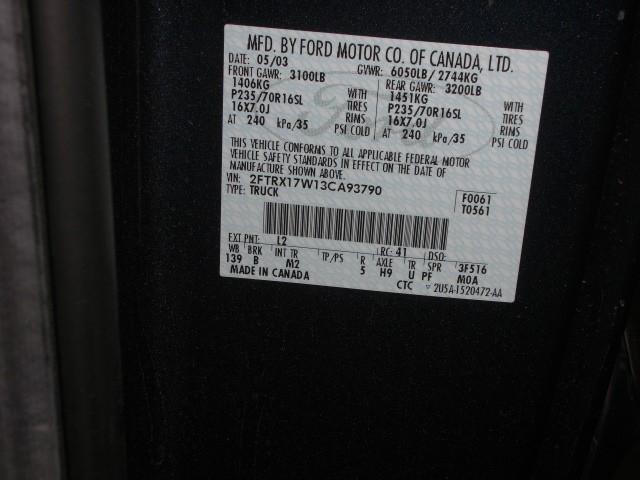 MFD. BY FORD MOTOR CO. OF CANADA, LTD.
DATE: 05/03 GVWR: 6050LB/2744KG
FRONT GAWR: 3100LB REAR GAWR: 3200LB
1406KG WITH 1451KG WITH
P235/70R16SL TIRES P235/70R16SL TIRES
16X7.0J RIMS 16X7.0J RIMS
AT 240 kPa/35 PSI COLD AT 240 kPa/35 PSI COLD
THIS VEHICLE CONFORMS TO ALL APPLICABLE FEDERAL MOTOR
VEHICLE SAFETY STANDARDS IN EFFECT ON THE DATE OF
MANUFACTURE SHOWN ABOVE.
VIN: 2FTRX17W13CA93790 F0061
TYPE: TRUCK T0561
EXT PNT: L2 RC: 41 DSO:
WB BRK INT TR TP/PS R AXLE TR SPR 3F516
139 B M2 5 H9 U PF M0A
MADE IN CANADA CTC 2U5A-1520472-AA
Ford